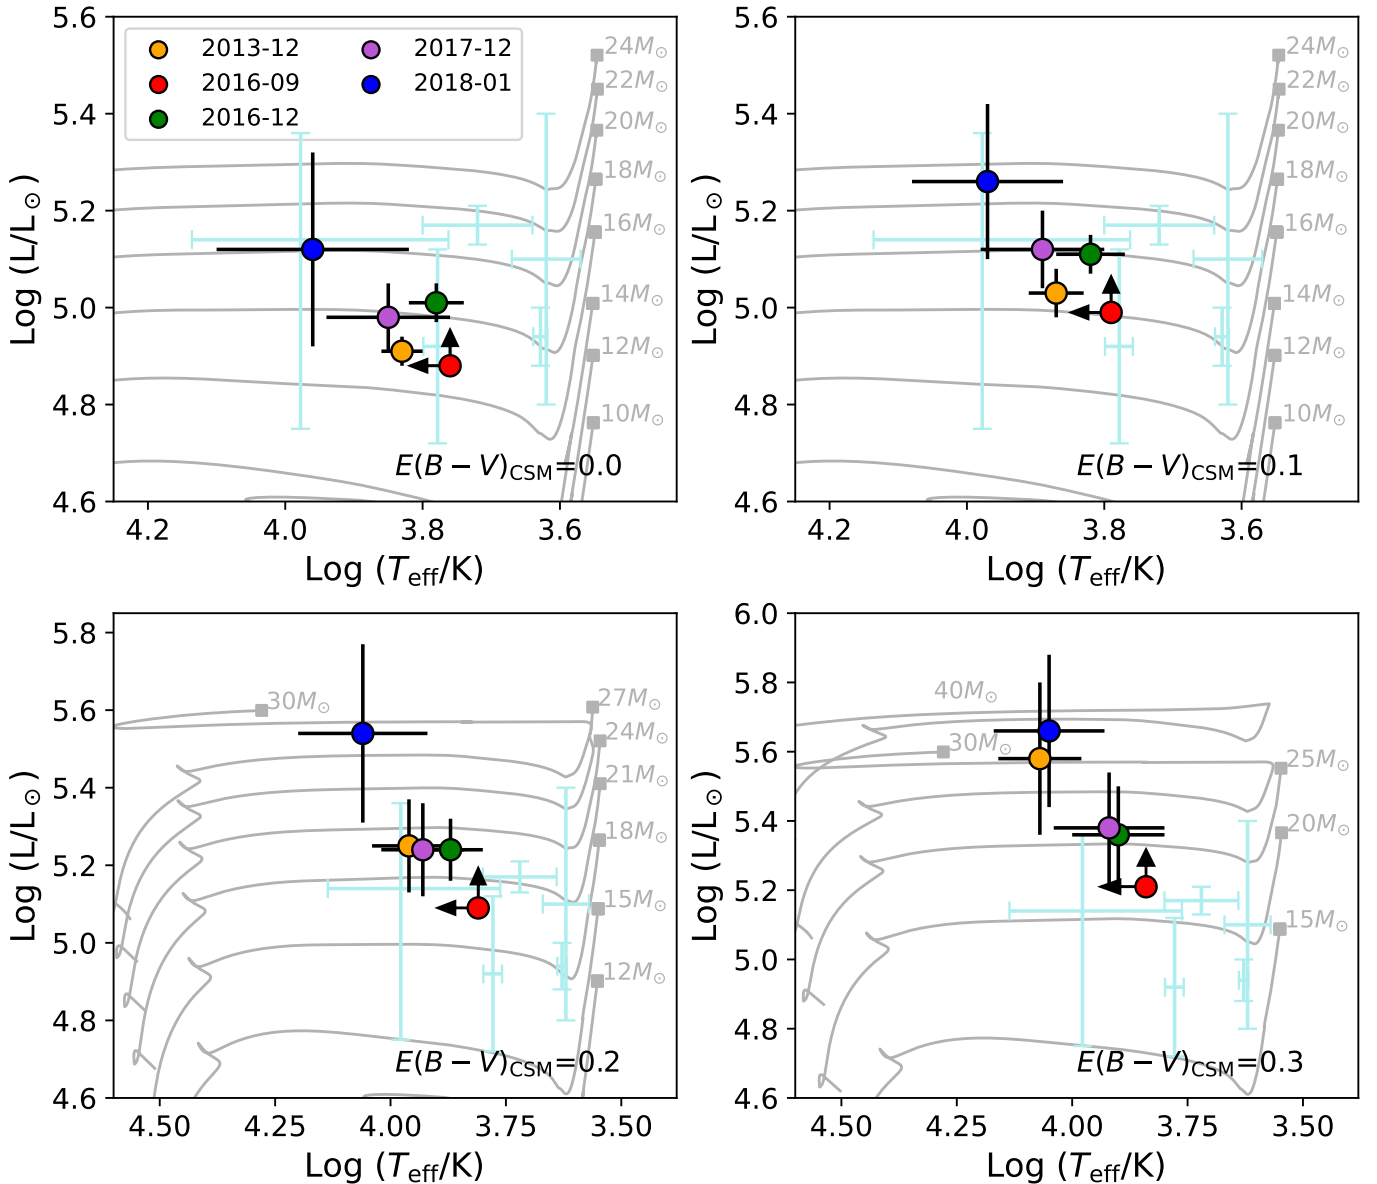 5.6
5.4
5.2
5.0
4.8
4.6
Log (L/L⊙)
2013-12
2016-09
2016-12
2017-12
2018-01
24M⊙
22M⊙
20M⊙
18M⊙
16M⊙
14M⊙
12M⊙
10M⊙
E(B − V)CSM=0.0
4.2 4.0 3.8 3.6
Log (Teff/K)
5.6
5.4
5.2
5.0
4.8
4.6
Log (L/L⊙)
24M⊙
22M⊙
20M⊙
18M⊙
16M⊙
14M⊙
12M⊙
10M⊙
E(B − V)CSM=0.1
4.2 4.0 3.8 3.6
Log (Teff/K)
5.8
5.6
5.4
5.2
5.0
4.8
4.6
Log (L/L⊙)
30M⊙
27M⊙
24M⊙
21M⊙
18M⊙
15M⊙
12M⊙
E(B − V)CSM=0.2
4.50 4.25 4.00 3.75 3.50
Log (Teff/K)
6.0
5.8
5.6
5.4
5.2
5.0
4.8
4.6
Log (L/L⊙)
40M⊙
30M⊙
25M⊙
20M⊙
15M⊙
E(B − V)CSM=0.3
4.50 4.25 4.00 3.75 3.50
Log (Teff/K)